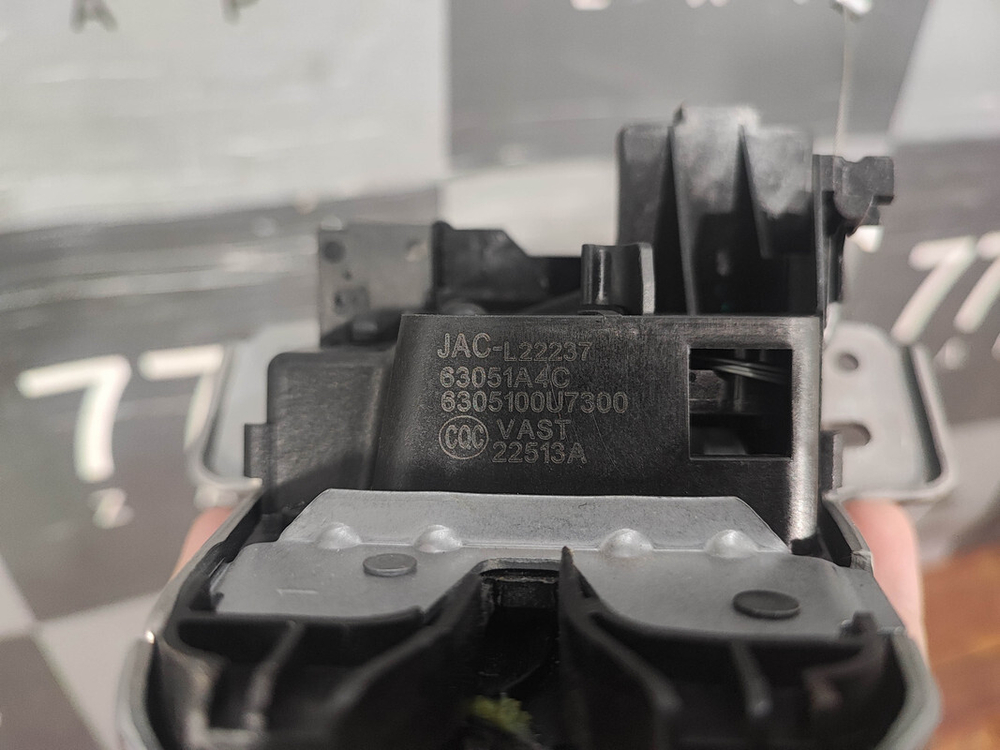 JAC-L22237
63051A4C
6305100U7300
CQC VAST
22513A